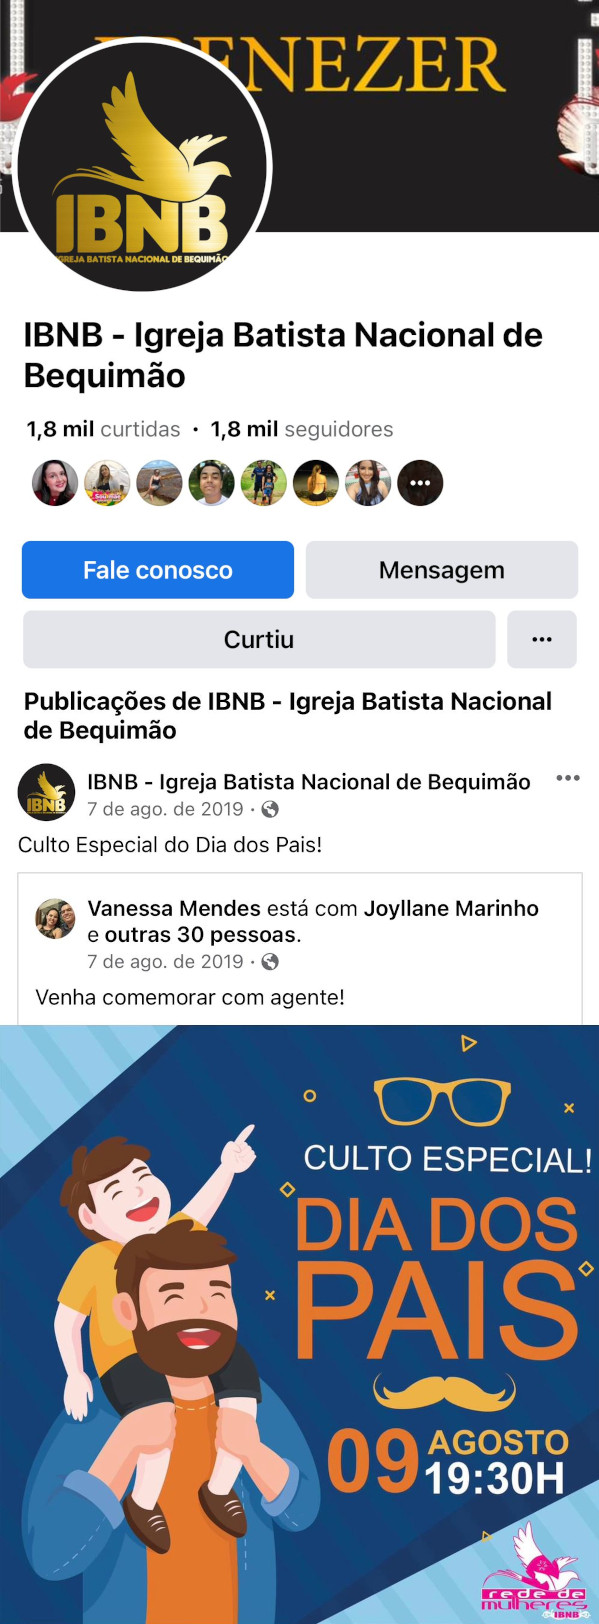 EBENEZER
IBNB
IGREJA BATISTA NACIONAL DE BEQUIMÃO
IBNB - Igreja Batista Nacional de
Bequimão
1,8 mil curtidas · 1,8 mil seguidores
Fale conosco
Mensagem
Curtiu
Publicações de IBNB - Igreja Batista Nacional
de Bequimão
IBNB
IBNB - Igreja Batista Nacional de Bequimão
7 de ago. de 2019 ·
Culto Especial do Dia dos Pais!
Vanessa Mendes está com Joyllane Marinho
e outras 30 pessoas.
7 de ago. de 2019 ·
Venha comemorar com agente!
CULTO ESPECIAL!
DIA DOS
PAIS
09 AGOSTO
19:30H
rede de
mulheres
IBNB